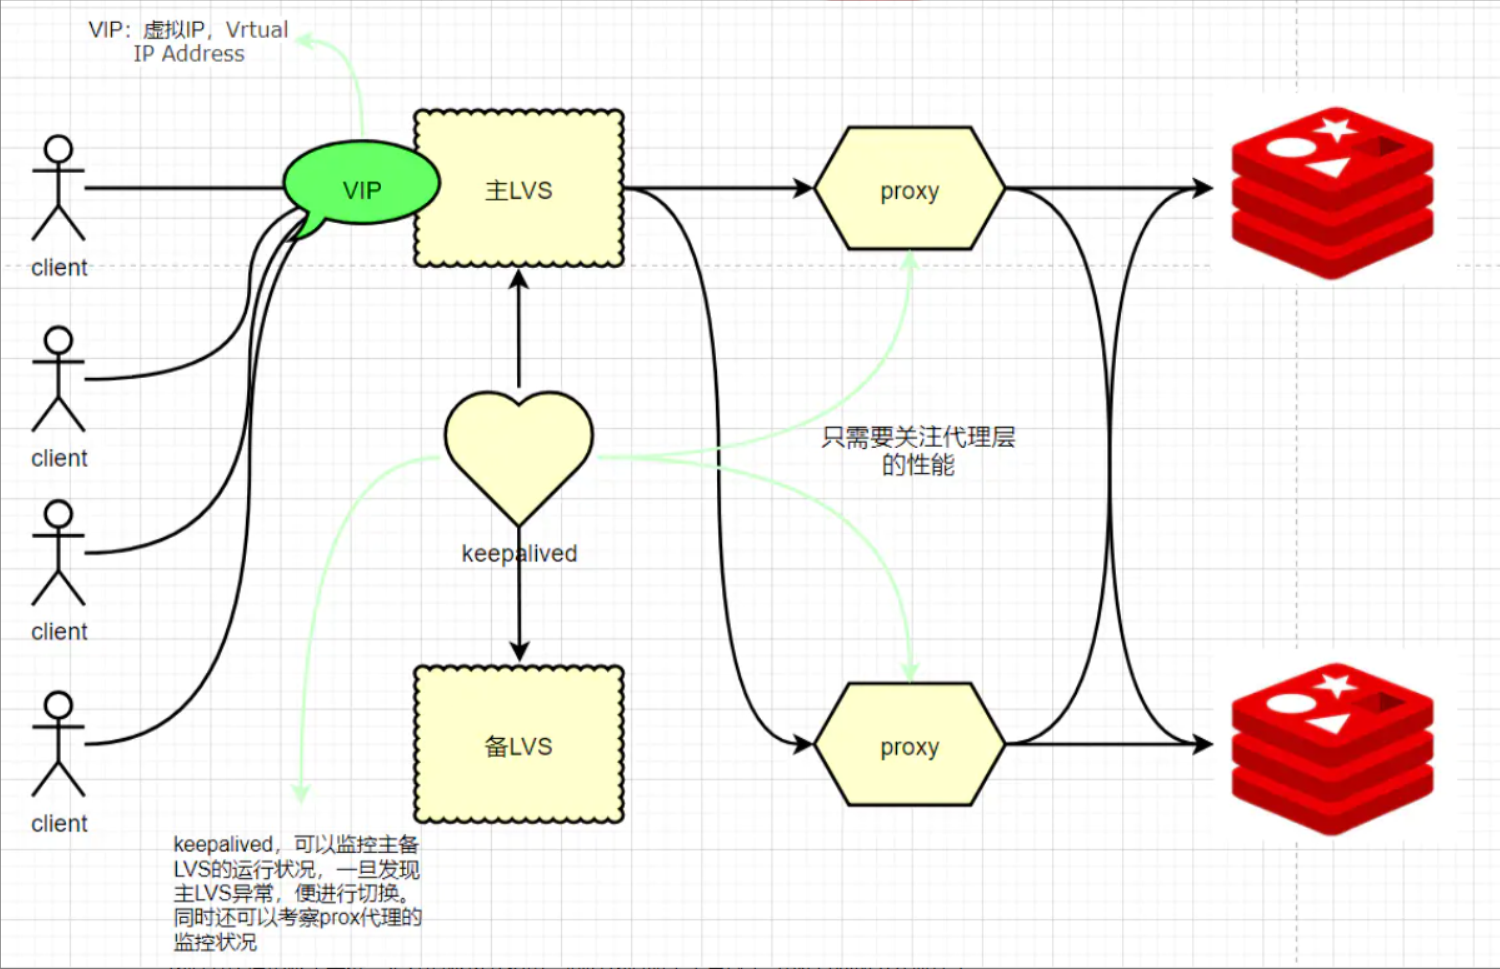 VIP：虚拟IP，Vrtual
IP Address
VIP
主LVS
proxy
client
client
只需要关注代理层
的性能
keepalived
client
备LVS
proxy
client
keepalived，可以监控主备
LVS的运行状况，一旦发现
主LVS异常，便进行切换。
同时还可以考察prox代理的
监控状况